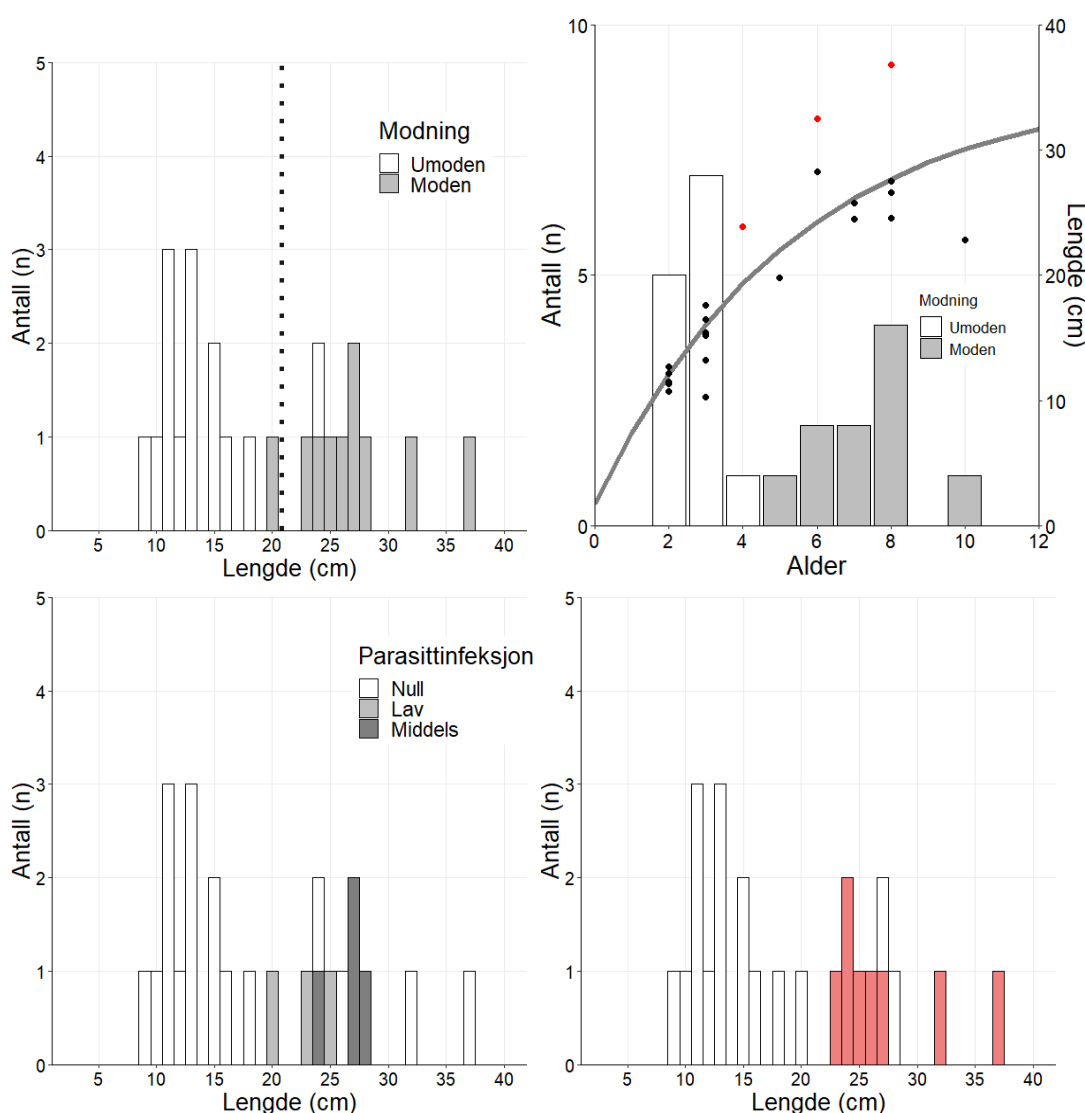 5
4
3
2
1
0
Antall (n)
5 10 15 20 25 30 35 40
Lengde (cm)
Modning
Umoden
Moden
10
5
0
Antall (n)
0 2 4 6 8 10 12
Alder
40
30
20
10
0
Lengde (cm)
Modning
Umoden
Moden
5
4
3
2
1
0
Antall (n)
5 10 15 20 25 30 35 40
Lengde (cm)
Parasittinfeksjon
Null
Lav
Middels
5
4
3
2
1
0
Antall (n)
5 10 15 20 25 30 35 40
Lengde (cm)